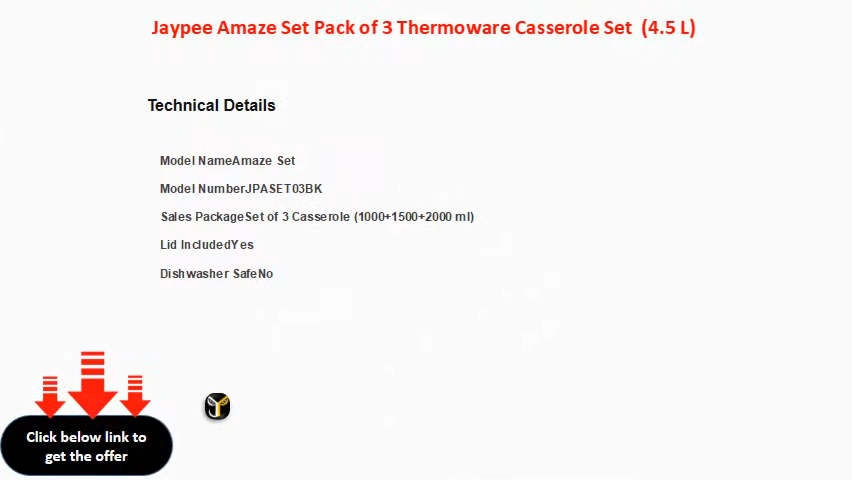 Jaypee Amaze Set Pack of 3 Thermoware Casserole Set (4.5 L)
Technical Details
Model NameAmaze Set
Model NumberJPASET03BK
Sales PackageSet of 3 Casserole (1000+1500+2000 ml)
Lid IncludedYes
Dishwasher SafeNo
Click below link to
get the offer